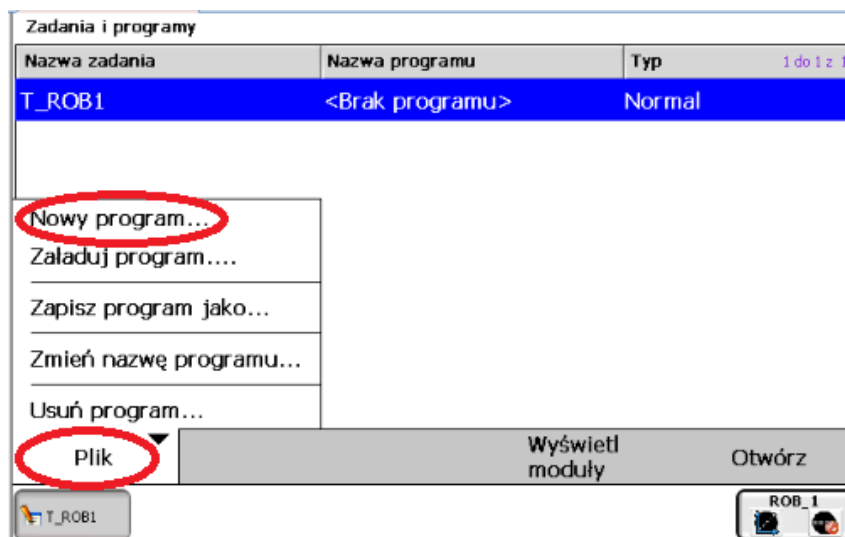 Zadania i programy
Nazwa zadania Nazwa programu Typ 1 do 1 z 1
T_ROB1 <Brak programu> Normal
Nowy program...
Załaduj program....
Zapisz program jako...
Zmień nazwę programu...
Usuń program...
Plik Wyświetl moduły Otwórz
T_ROB1 ROB_1